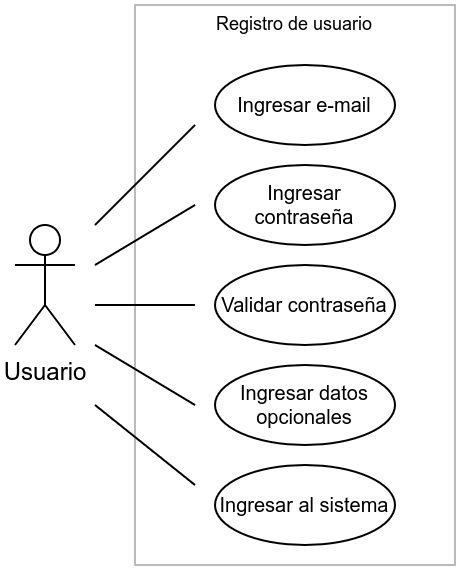 Registro de usuario
Ingresar e-mail
Ingresar
contraseña
Validar contraseña
Usuario
Ingresar datos
opcionales
Ingresar al sistema